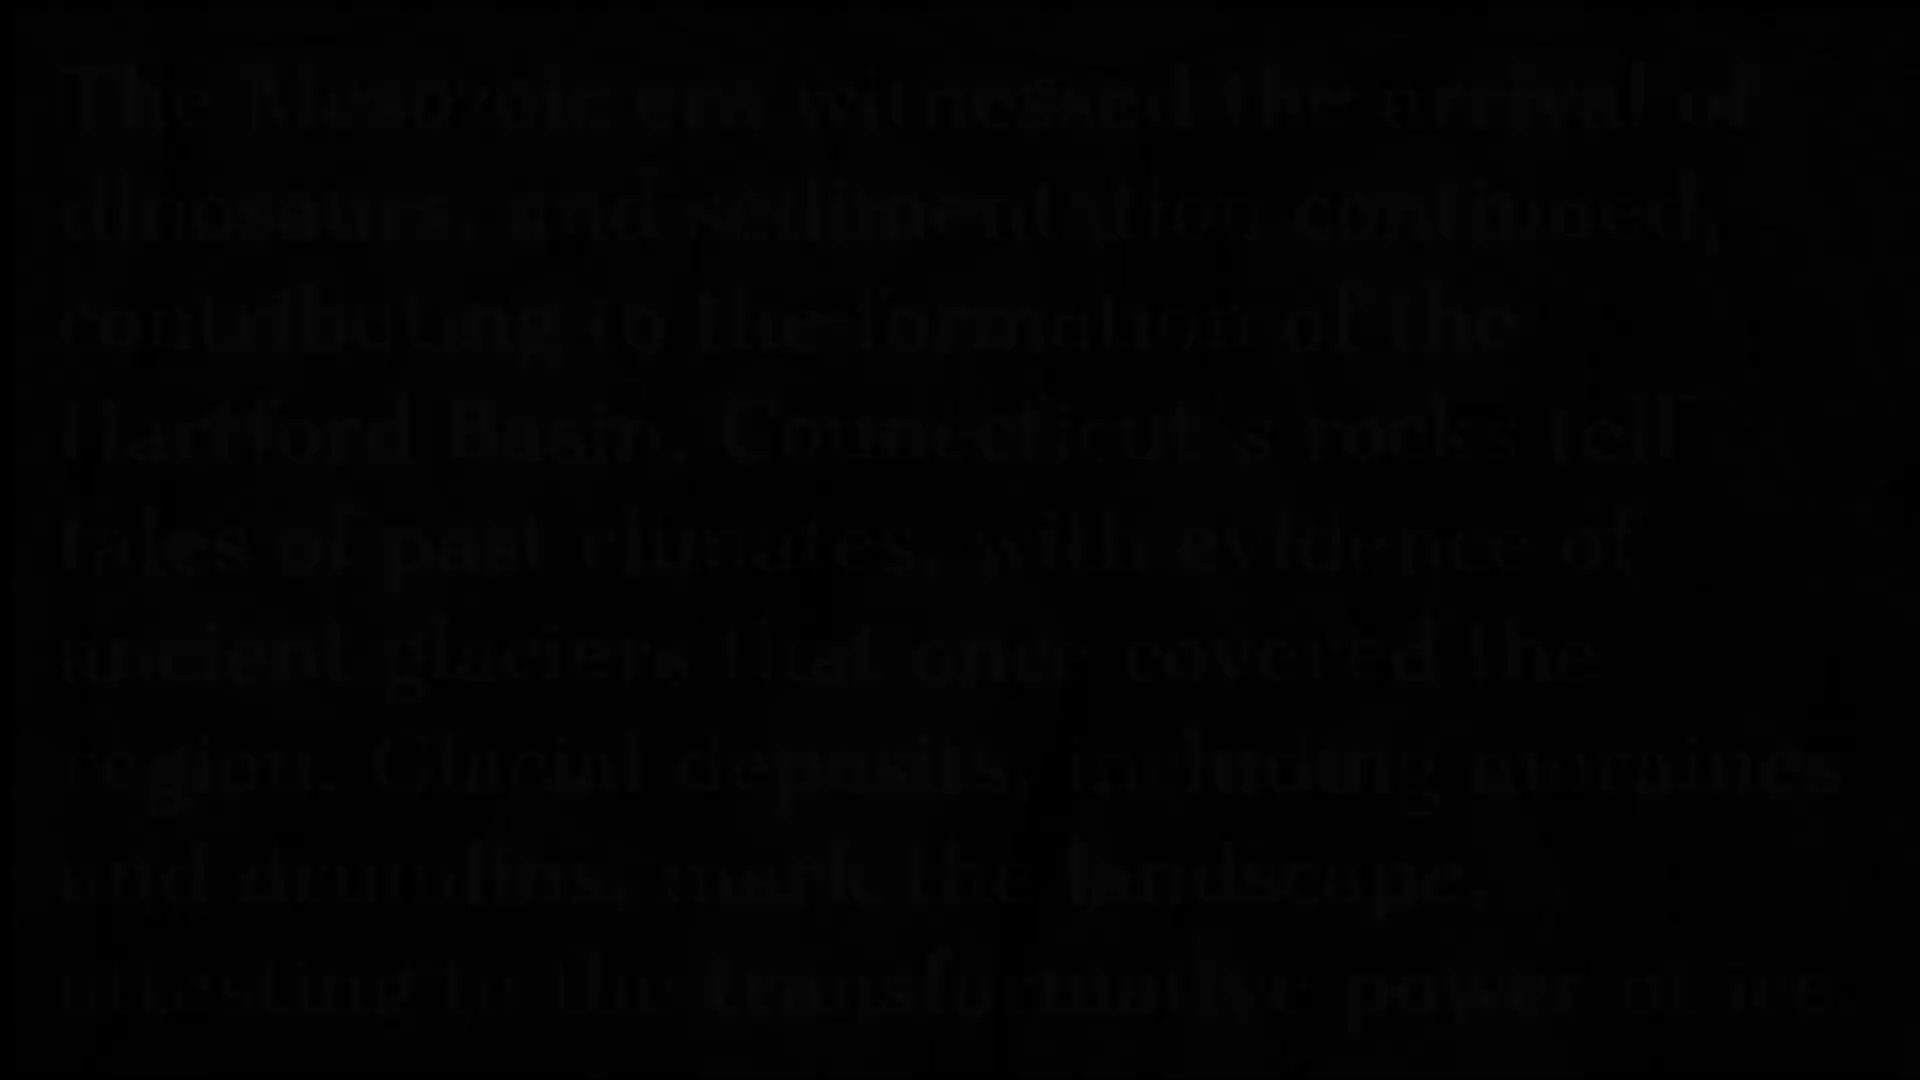 The Mesozoic era witnessed the arrival of
dinosaurs, and sedimentation continued,
contributing to the formation of the
Hartford Basin. Connecticut's rocks tell
tales of past climates, with evidence of
ancient glaciers that once covered the
region. Glacial deposits, including moraines
and drumlins, mark the landscape,
attesting to the transformative power of ice.